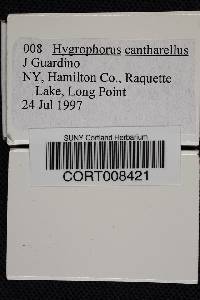 008 Hygrophorus cantharellus
J Guardino
NY, Hamilton Co., Raquette
Lake, Long Point
24 Jul 1997
SUNY Cortland Herbarium
CORT008421